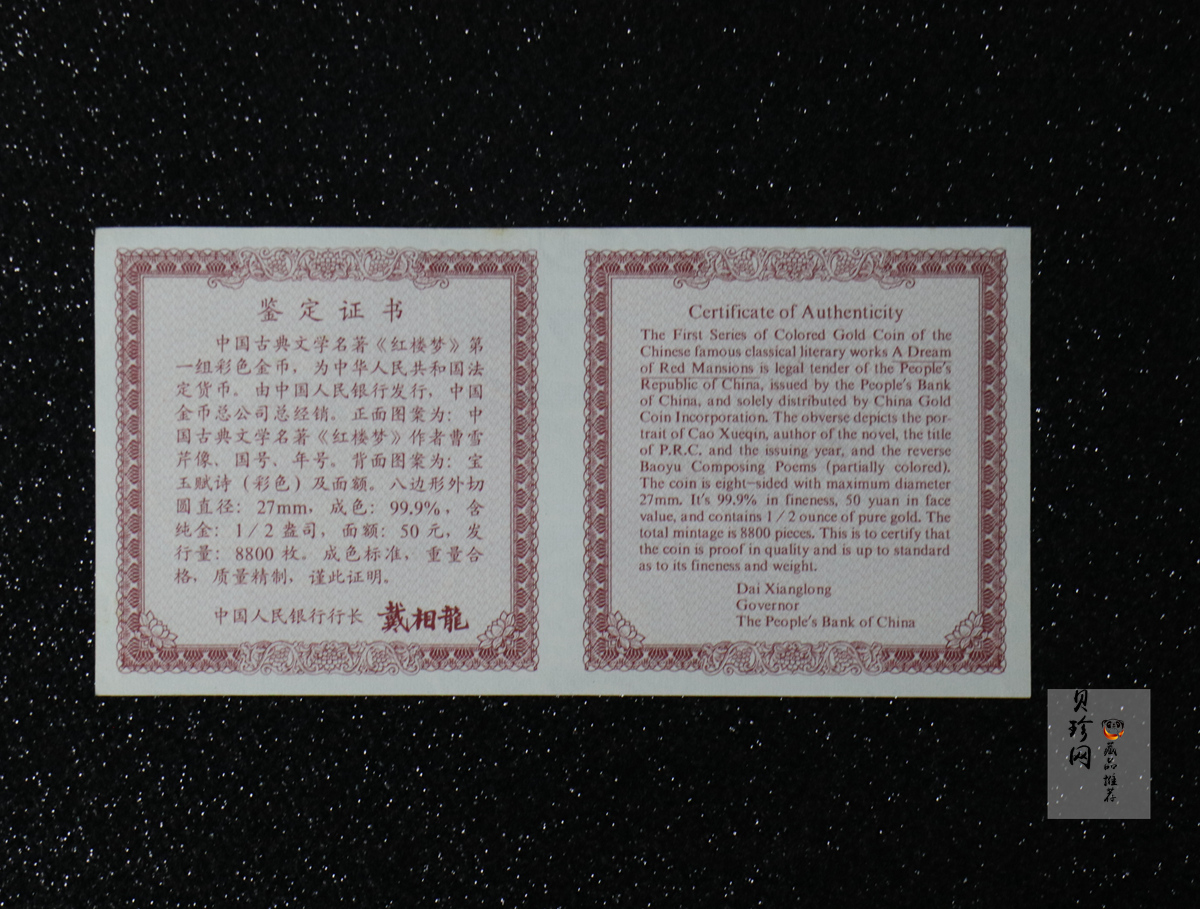 鉴定证书
中国古典文学名著《红楼梦》第
一组彩色金币，为中华人民共和国法
定货币。由中国人民银行发行，中国
金币总公司总经销。正面图案为：中
国古典文学名著《红楼梦》作者曹雪
芹像、国号、年号。背面图案为：宝
玉赋诗（彩色）及面额。八边形外切
圆直径：27mm，成色：99.9%，含
纯金：1/2盎司，面额：50元，发
行量：8800枚。成色标准，重量合
格，质量精制，谨此证明。
中国人民银行行长 戴相龍
Certificate of Authenticity
The First Series of Colored Gold Coin of the
Chinese famous classical literary works A Dream
of Red Mansions is legal tender of the People's
Republic of China, issued by the People's Bank
of China, and solely distributed by China Gold
Coin Incorporation. The obverse depicts the por-
trait of Cao Xueqin, author of the novel, the title
of P.R.C. and the issuing year, and the reverse
Baoyu Composing Poems (partially colored).
The coin is eight-sided with maximum diameter
27mm. It's 99.9% in fineness, 50 yuan in face
value, and contains 1/2 ounce of pure gold. The
total mintage is 8800 pieces. This is to certify that
the coin is proof in quality and is up to standard
as to its fineness and weight.
Dai Xianglong
Governor
The People's Bank of China
贝珍网
藏品推荐